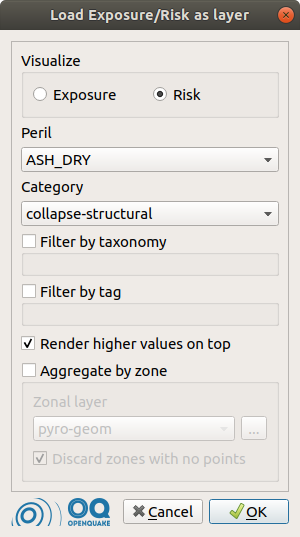 Load Exposure/Risk as layer
Visualize
Exposure Risk
Peril
ASH_DRY
Category
collapse-structural
Filter by taxonomy
Filter by tag
Render higher values on top
Aggregate by zone
Zonal layer
pyro-geom ...
Discard zones with no points
OQ
OPENQUAKE
Cancel OK